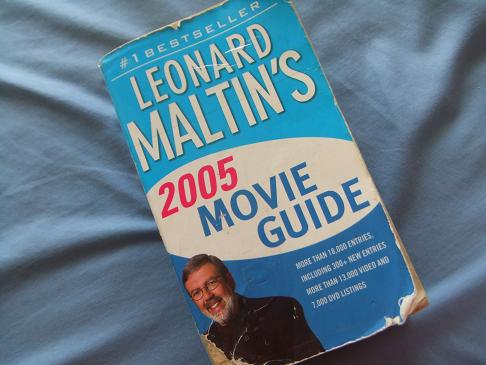 #1 BESTSELLER
LEONARD
MALTIN'S
2005
MOVIE
GUIDE
MORE THAN 18,000 ENTRIES,
INCLUDING 300+ NEW ENTRIES
MORE THAN 13,000 VIDEO AND
7,000 DVD LISTINGS